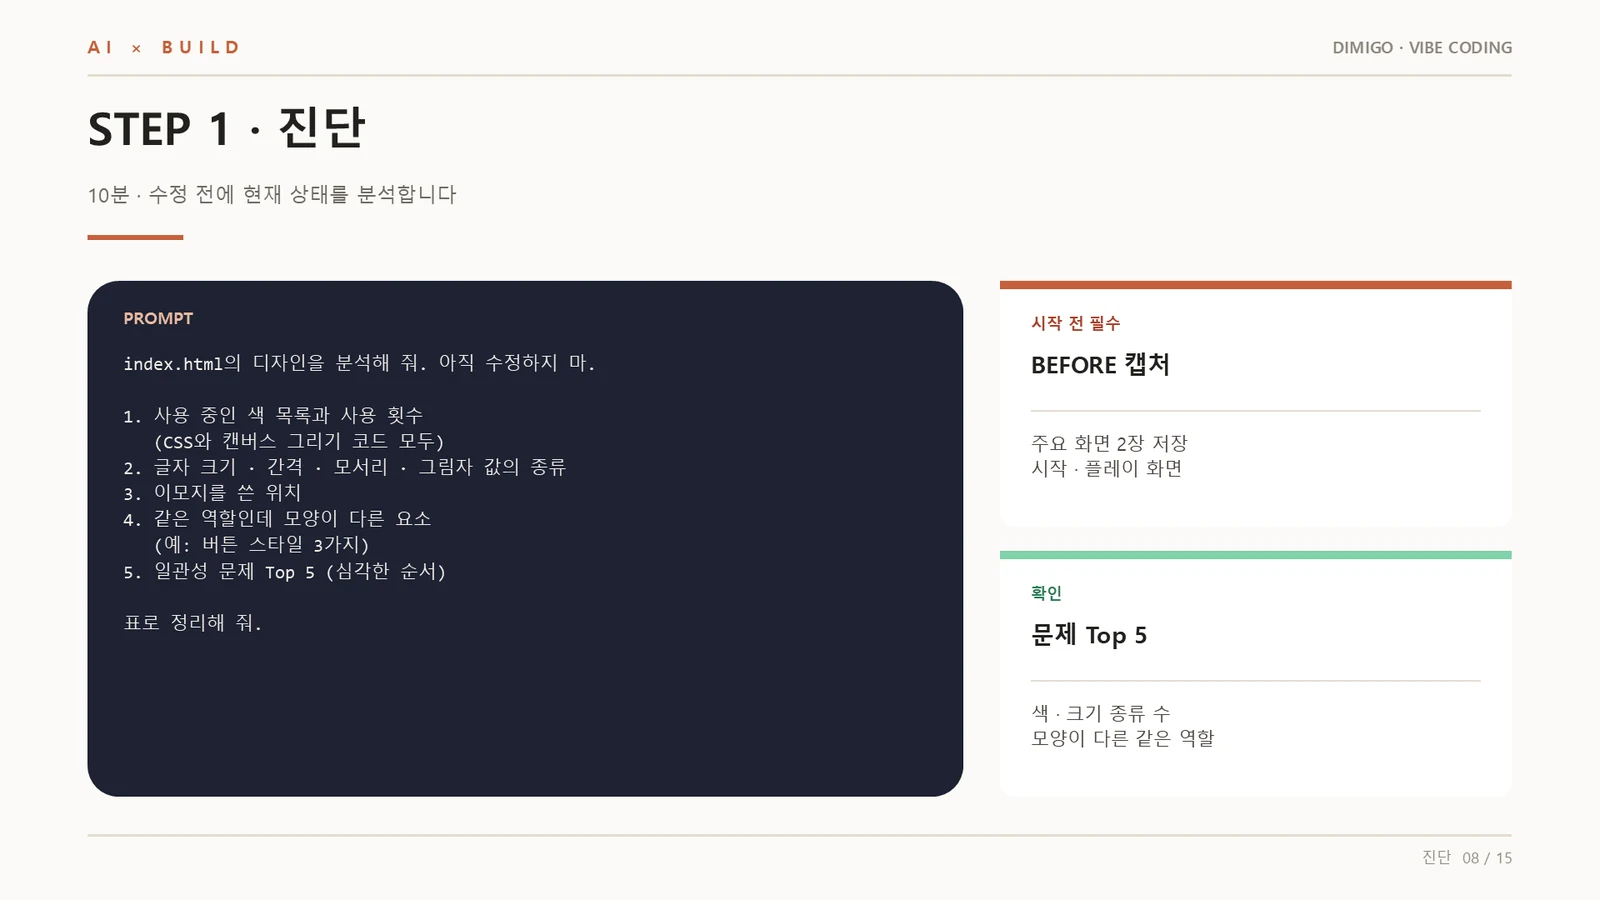 AI × BUILD
DIMIGO · VIBE CODING
STEP 1 · 진단
10분 · 수정 전에 현재 상태를 분석합니다
PROMPT
index.html의 디자인을 분석해 줘. 아직 수정하지 마.
1. 사용 중인 색 목록과 사용 횟수
(CSS와 캔버스 그리기 코드 모두)
2. 글자 크기 · 간격 · 모서리 · 그림자 값의 종류
3. 이모지를 쓴 위치
4. 같은 역할인데 모양이 다른 요소
(예: 버튼 스타일 3가지)
5. 일관성 문제 Top 5 (심각한 순서)
표로 정리해 줘.
시작 전 필수
BEFORE 캡처
주요 화면 2장 저장
시작 · 플레이 화면
확인
문제 Top 5
색 · 크기 종류 수
모양이 다른 같은 역할
진단 08 / 15